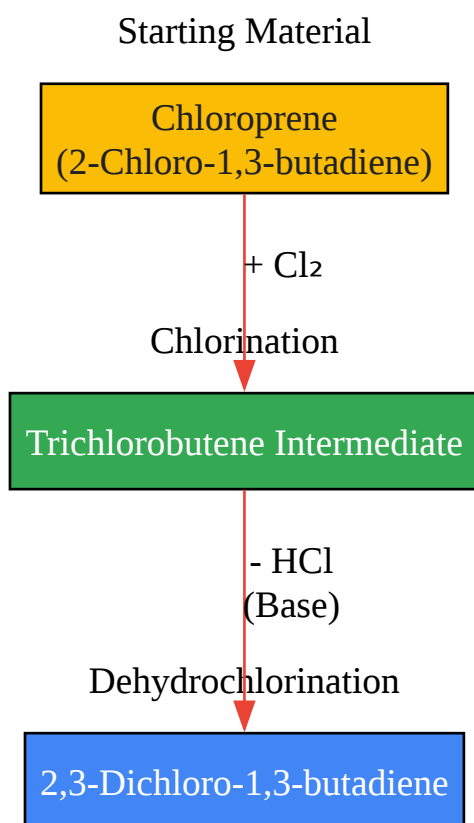 Starting Material
Chloroprene
(2-Chloro-1,3-butadiene)
+ Cl₂
Chlorination
Trichlorobutene Intermediate
- HCl
(Base)
Dehydrochlorination
2,3-Dichloro-1,3-butadiene